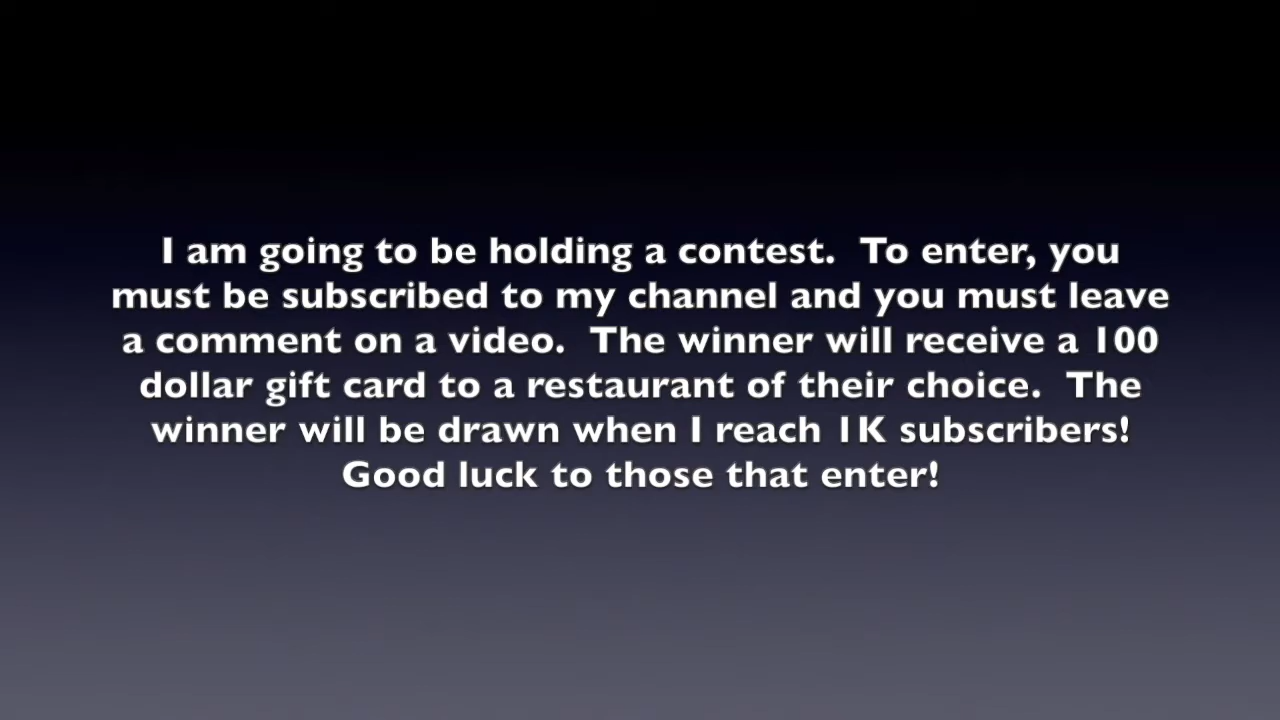 I am going to be holding a contest.  To enter, you
must be subscribed to my channel and you must leave
a comment on a video.  The winner will receive a 100
dollar gift card to a restaurant of their choice.  The
winner will be drawn when I reach 1K subscribers!
Good luck to those that enter!